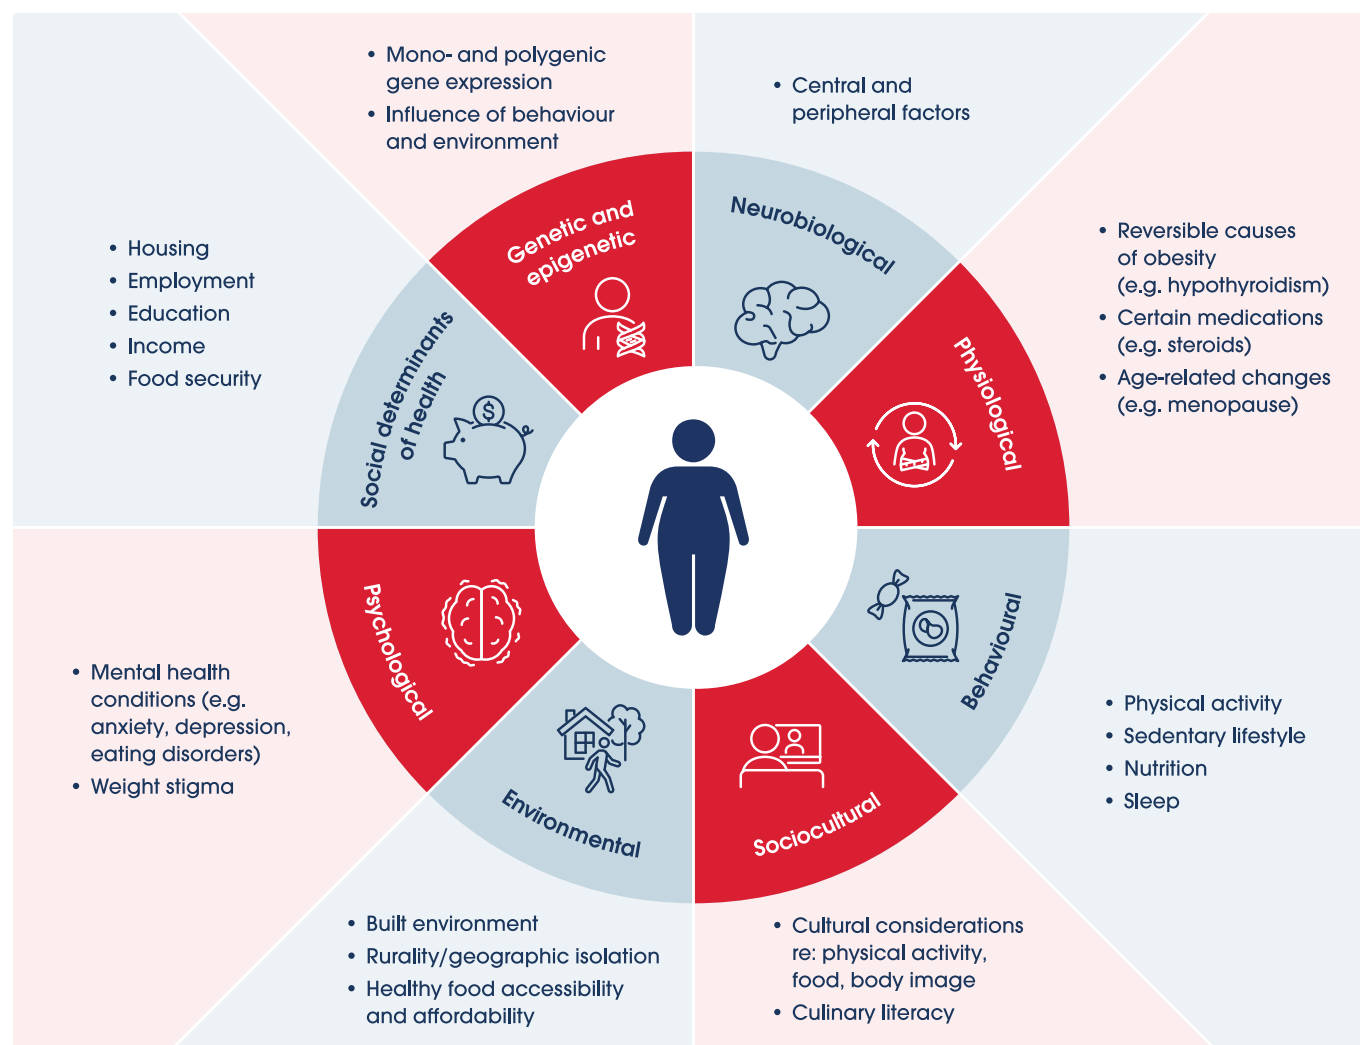 • Mono- and polygenic
gene expression
• Influence of behaviour
and environment
• Central and
peripheral factors
• Housing
• Employment
• Education
• Income
• Food security
• Reversible causes
of obesity
(e.g. hypothyroidism)
• Certain medications
(e.g. steroids)
• Age-related changes
(e.g. menopause)
Genetic and
epigenetic
Neurobiological
Social determinants
of health
$
Physiological
Psychological
Behavioural
Environmental
Sociocultural
• Mental health
conditions (e.g.
anxiety, depression,
eating disorders)
• Weight stigma
• Physical activity
• Sedentary lifestyle
• Nutrition
• Sleep
• Built environment
• Rurality/geographic isolation
• Healthy food accessibility
and affordability
• Cultural considerations
re: physical activity,
food, body image
• Culinary literacy